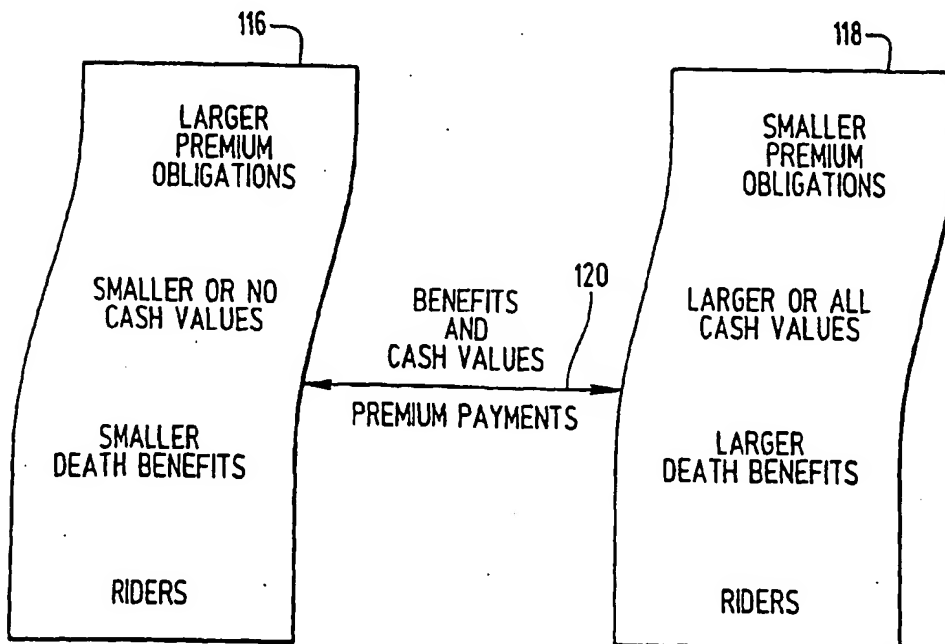 116
LARGER
PREMIUM
OBLIGATIONS
SMALLER OR NO
CASH VALUES
SMALLER
DEATH BENEFITS
RIDERS
120
BENEFITS
AND
CASH VALUES
PREMIUM PAYMENTS
118
SMALLER
PREMIUM
OBLIGATIONS
LARGER OR ALL
CASH VALUES
LARGER
DEATH BENEFITS
RIDERS